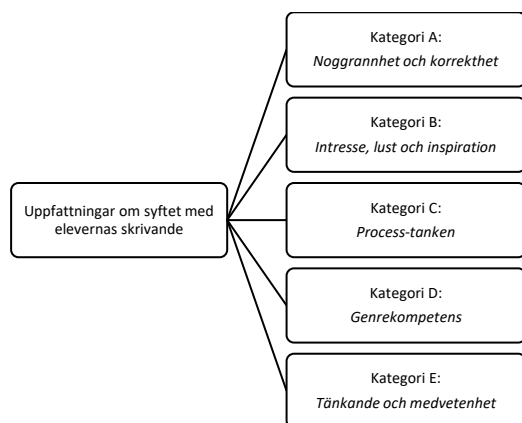 Kategori A:
Noggrannhet och korrekthet
Kategori B:
Intresse, lust och inspiration
Uppfattningar om syftet med
elevernas skrivande
Kategori C:
Process-tanken
Kategori D:
Genrekompetens
Kategori E:
Tänkande och medvetenhet